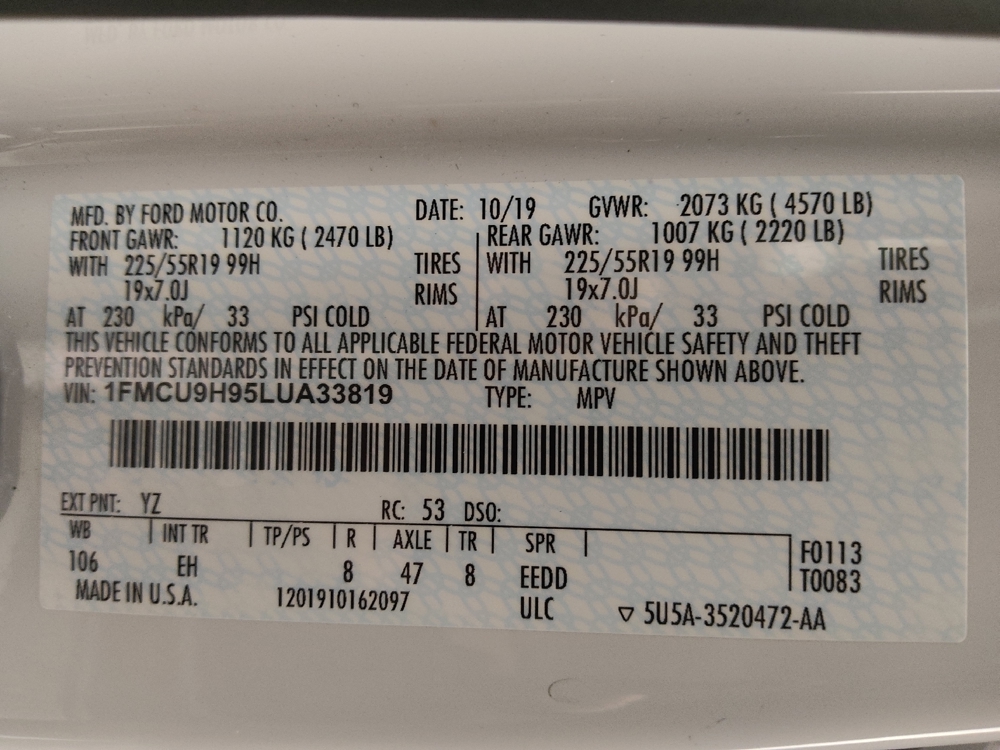 MFD. BY FORD MOTOR CO. DATE: 10/19 GVWR: 2073 KG ( 4570 LB)
FRONT GAWR: 1120 KG ( 2470 LB) REAR GAWR: 1007 KG ( 2220 LB)
WITH 225/55R19 99H TIRES WITH 225/55R19 99H TIRES
19x7.0J RIMS 19x7.0J RIMS
AT 230 kPa/ 33 PSI COLD AT 230 kPa/ 33 PSI COLD
THIS VEHICLE CONFORMS TO ALL APPLICABLE FEDERAL MOTOR VEHICLE SAFETY AND THEFT
PREVENTION STANDARDS IN EFFECT ON THE DATE OF MANUFACTURE SHOWN ABOVE.
VIN: 1FMCU9H95LUA33819 TYPE: MPV
EXT PNT: YZ RC: 53 DSO:
WB INT TR TP/PS R AXLE TR SPR F0113
106 EH 8 47 8 EEDD T0083
MADE IN U.S.A. 1201910162097 ULC ▽ 5U5A-3520472-AA